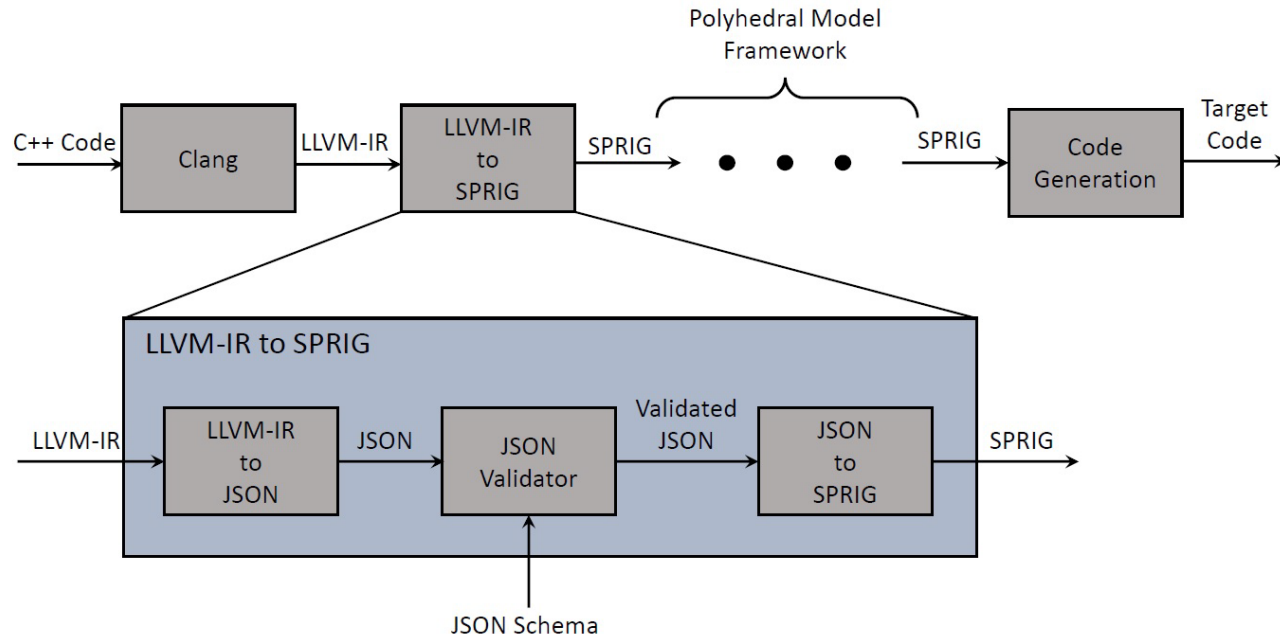 Polyhedral Model
Framework
C++ Code
Clang
LLVM-IR
LLVM-IR
to
SPRIG
SPRIG
SPRIG
Code
Generation
Target
Code
LLVM-IR to SPRIG
LLVM-IR
LLVM-IR
to
JSON
JSON
JSON
Validator
Validated
JSON
JSON
to
SPRIG
SPRIG
JSON Schema